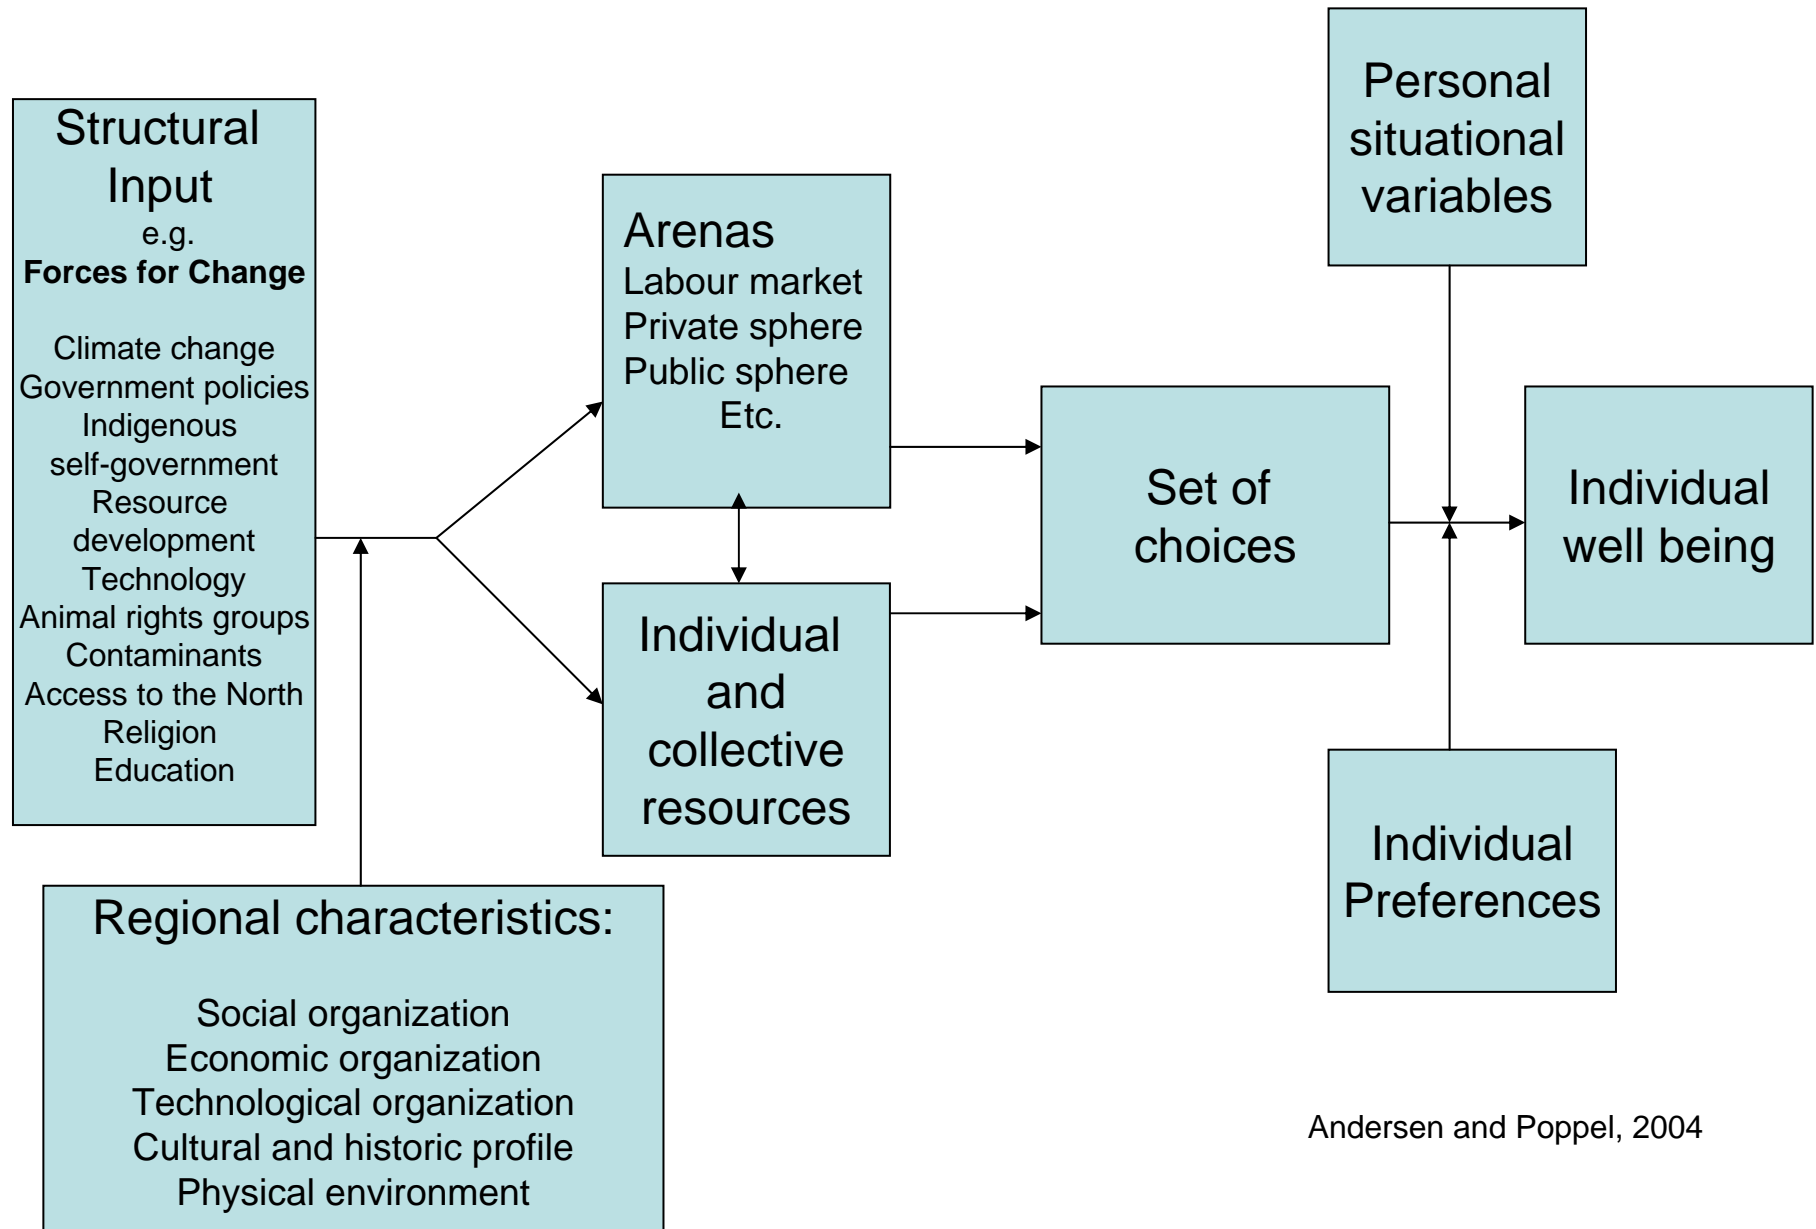 Structural
Input
e.g.
Forces for Change
Climate change
Government policies
Indigenous
self-government
Resource
development
Technology
Animal rights groups
Contaminants
Access to the North
Religion
Education
Regional characteristics:
Social organization
Economic organization
Technological organization
Cultural and historic profile
Physical environment
Arenas
Labour market
Private sphere
Public sphere
Etc.
Individual
and
collective
resources
Set of
choices
Personal
situational
variables
Individual
well being
Individual
Preferences
Andersen and Poppel, 2004